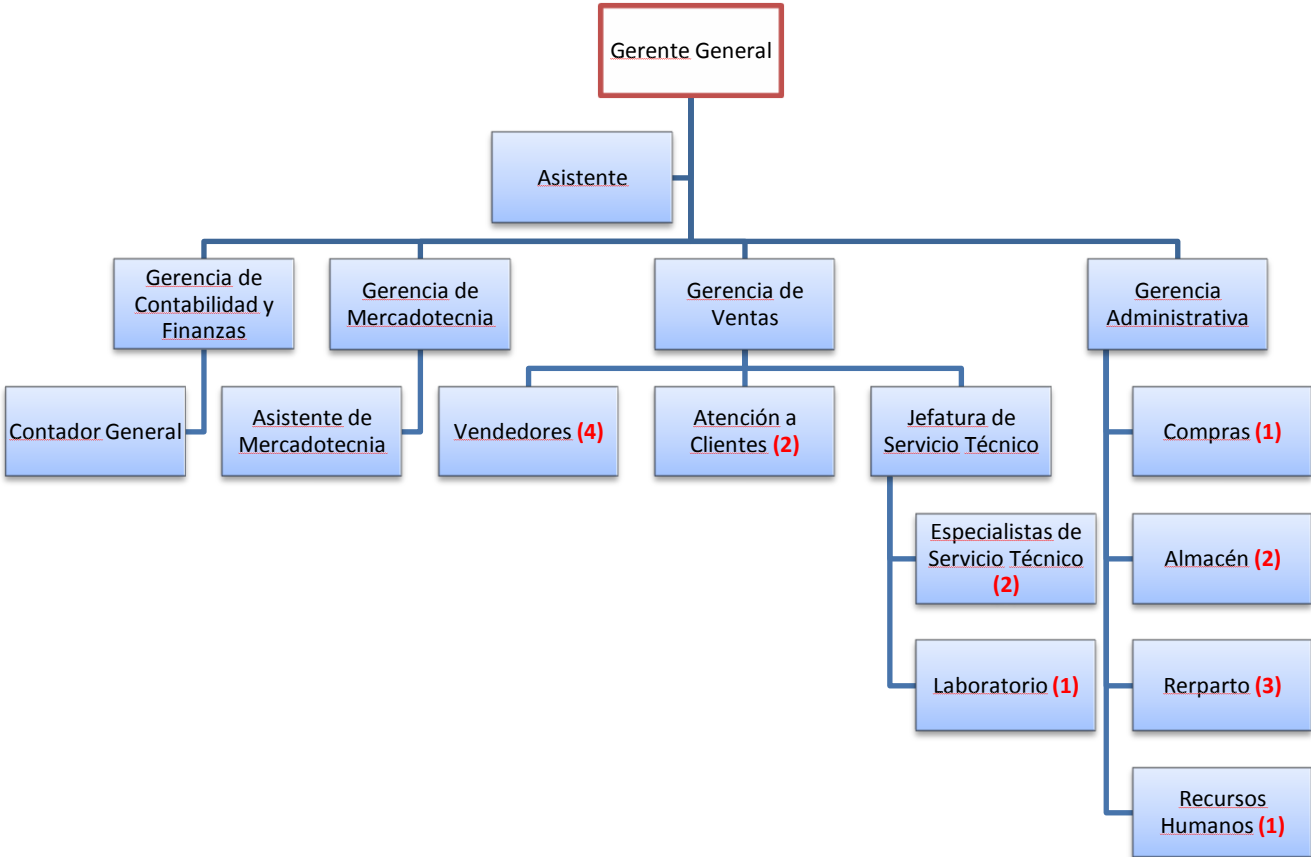 Gerente General
Asistente
Gerencia de
Contabilidad y
Finanzas
Gerencia de
Mercadotecnia
Gerencia de
Ventas
Gerencia
Administrativa
Contador General
Asistente de
Mercadotecnia
Vendedores (4)
Atención a
Clientes (2)
Jefatura de
Servicio Técnico
Compras (1)
Especialistas de
Servicio Técnico
(2)
Almacén (2)
Laboratorio (1)
Rerparto (3)
Recursos
Humanos (1)